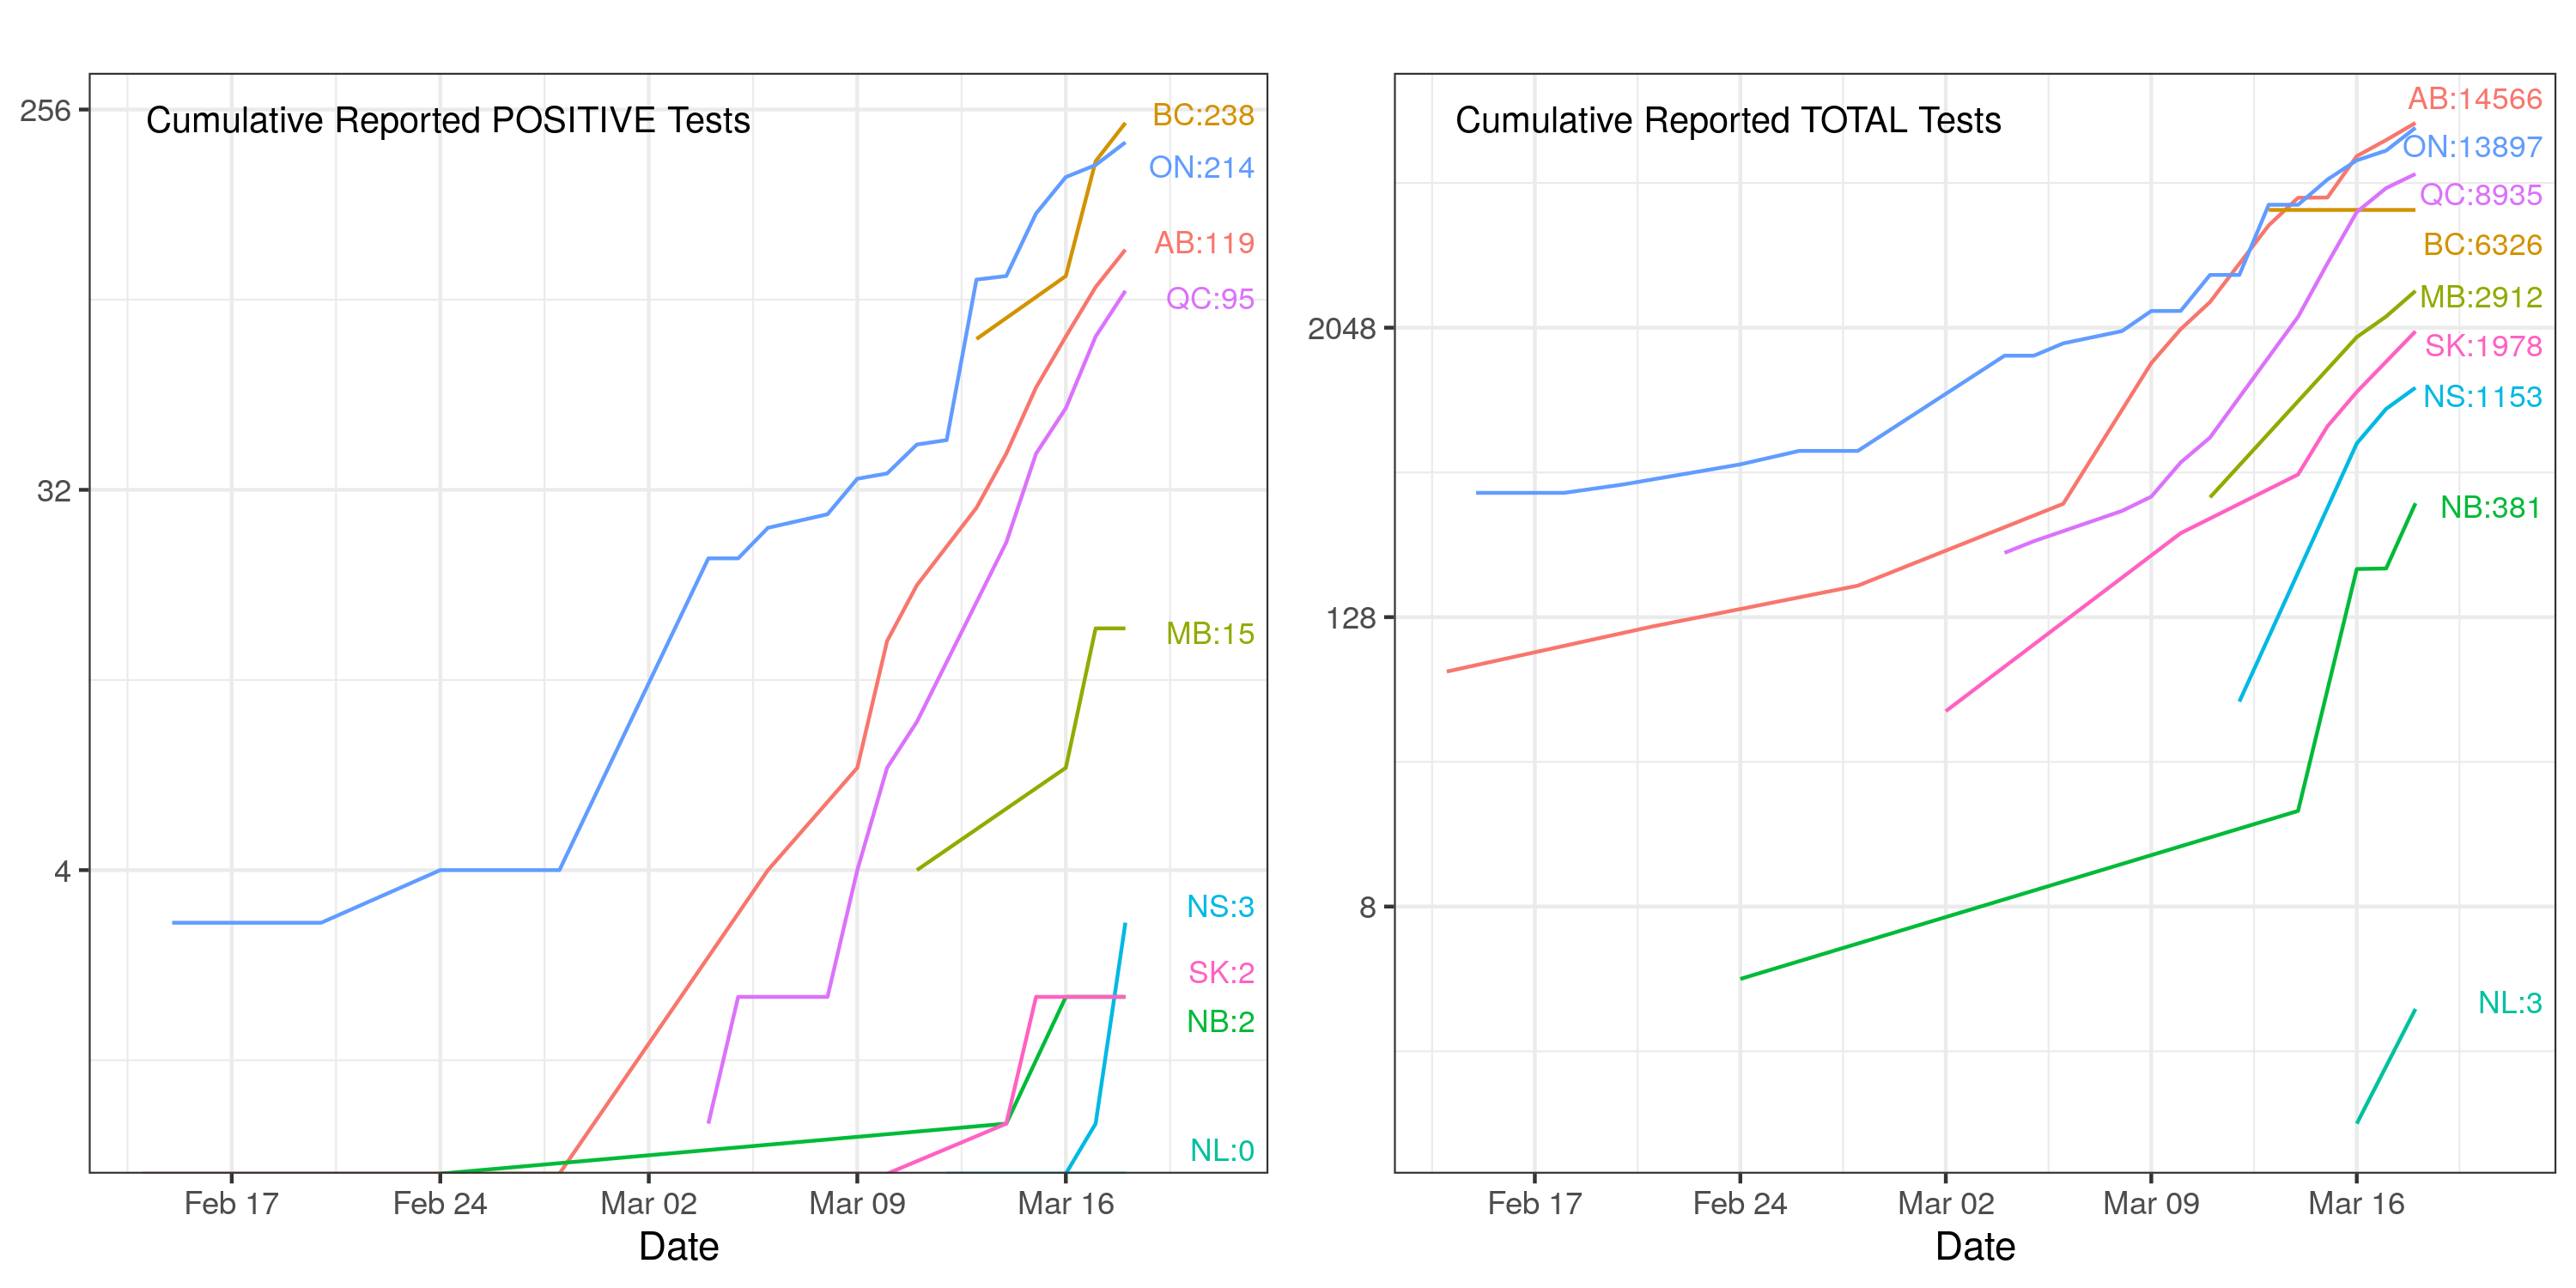 Cumulative Reported POSITIVE Tests
256
32
4
BC:238
ON:214
AB:119
QC:95
MB:15
NS:3
SK:2
NB:2
NL:0
Feb 17 Feb 24 Mar 02 Mar 09 Mar 16
Date
Cumulative Reported TOTAL Tests
2048
128
8
AB:14566
ON:13897
QC:8935
BC:6326
MB:2912
SK:1978
NS:1153
NB:381
NL:3
Feb 17 Feb 24 Mar 02 Mar 09 Mar 16
Date